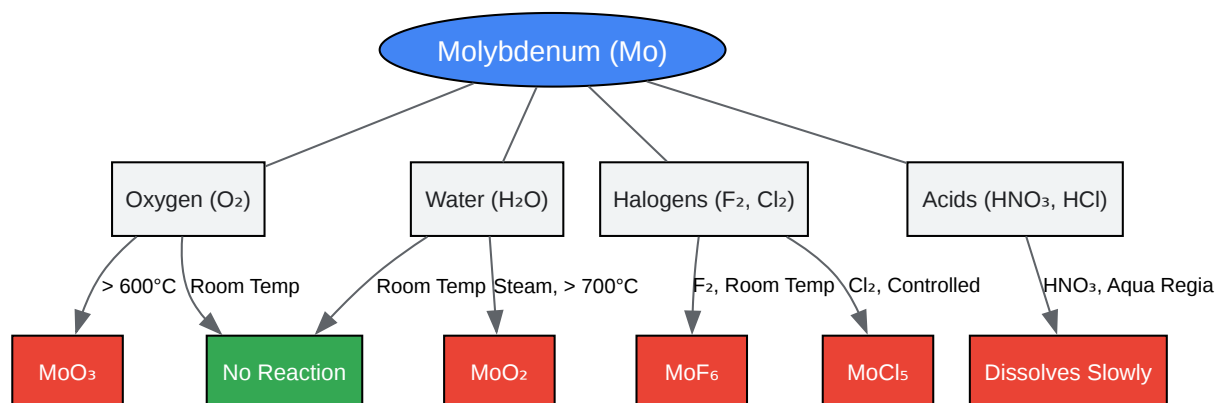 Molybdenum (Mo)
Oxygen (O₂)
Water (H₂O)
Halogens (F₂, Cl₂)
Acids (HNO₃, HCl)
> 600°C
Room Temp
Room Temp
Steam, > 700°C
F₂, Room Temp
Cl₂, Controlled
HNO₃, Aqua Regia
MoO₃
No Reaction
MoO₂
MoF₆
MoCl₅
Dissolves Slowly